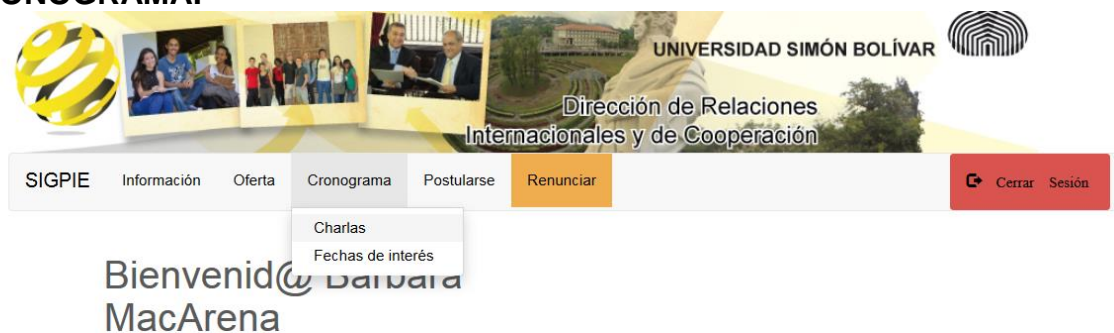 UNIVERSIDAD SIMÓN BOLÍVAR
Dirección de Relaciones
Internacionales y de Cooperación
SIGPIE Información Oferta Cronograma Postularse Renunciar Cerrar Sesión
Charlas
Fechas de interés
Bienvenid@ Barbara
MacArena